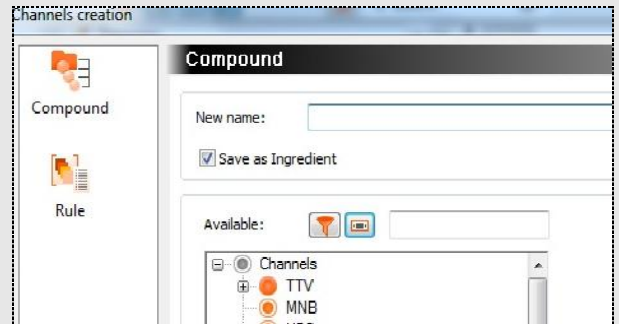 Channels creation
Compound
Compound
New name:
Save as Ingredient
Rule
Available:
Channels
TTV
MNB